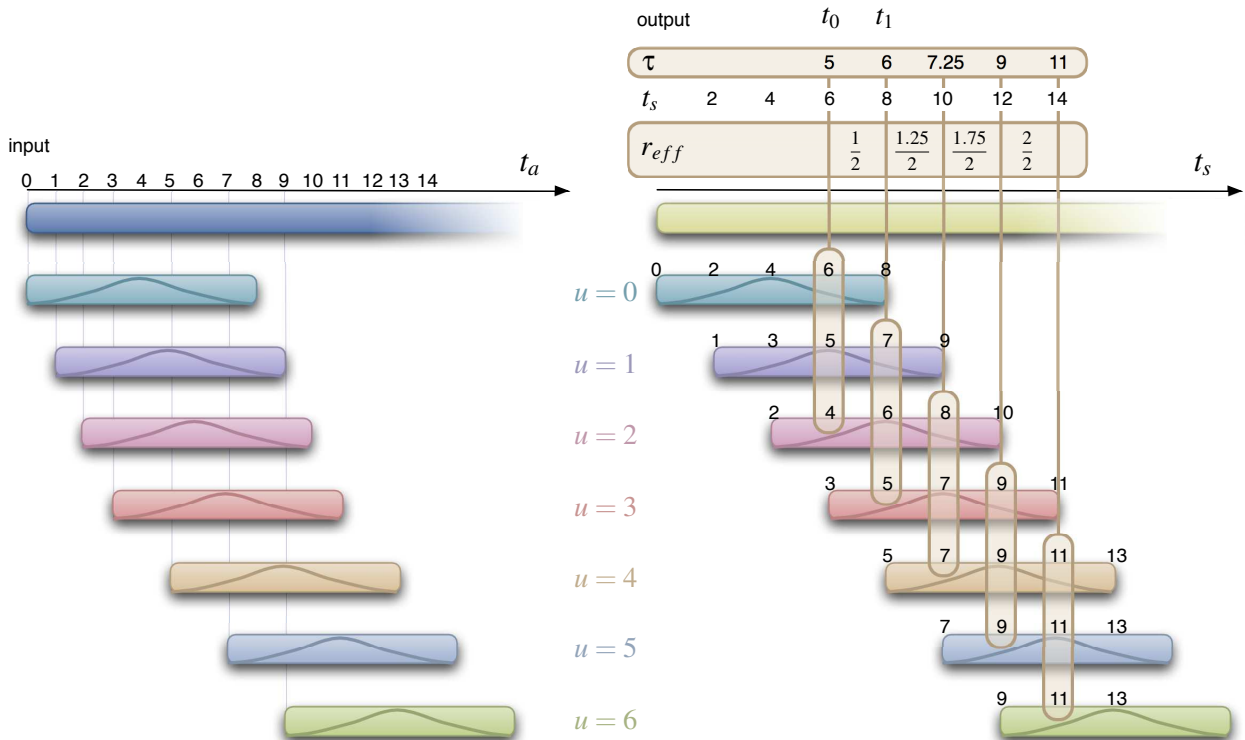 output t0 t1
τ 5 6 7.25 9 11
ts 2 4 6 8 10 12 14
reff 1/2 1.25/2 1.75/2 2/2
input
ta
0 1 2 3 4 5 6 7 8 9 10 11 12 13 14
ts
u = 0
0 2 4 6 8
u = 1
1 3 5 7 9
u = 2
2 4 6 8 10
u = 3
3 5 7 9 11
u = 4
5 7 9 11 13
u = 5
7 9 11 13
u = 6
9 11 13